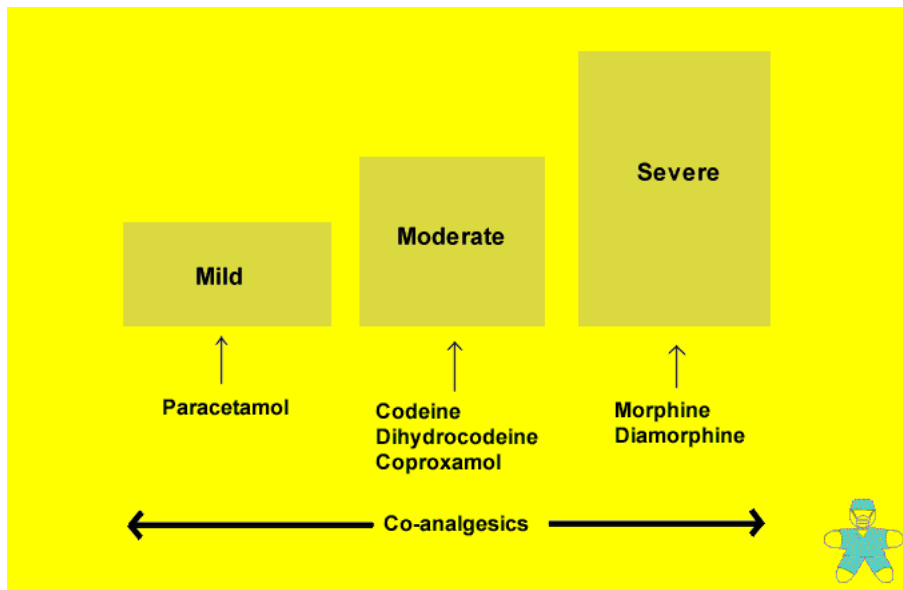 Severe
Moderate
Mild
Paracetamol
Codeine
Dihydrocodeine
Coproxamol
Morphine
Diamorphine
Co-analgesics